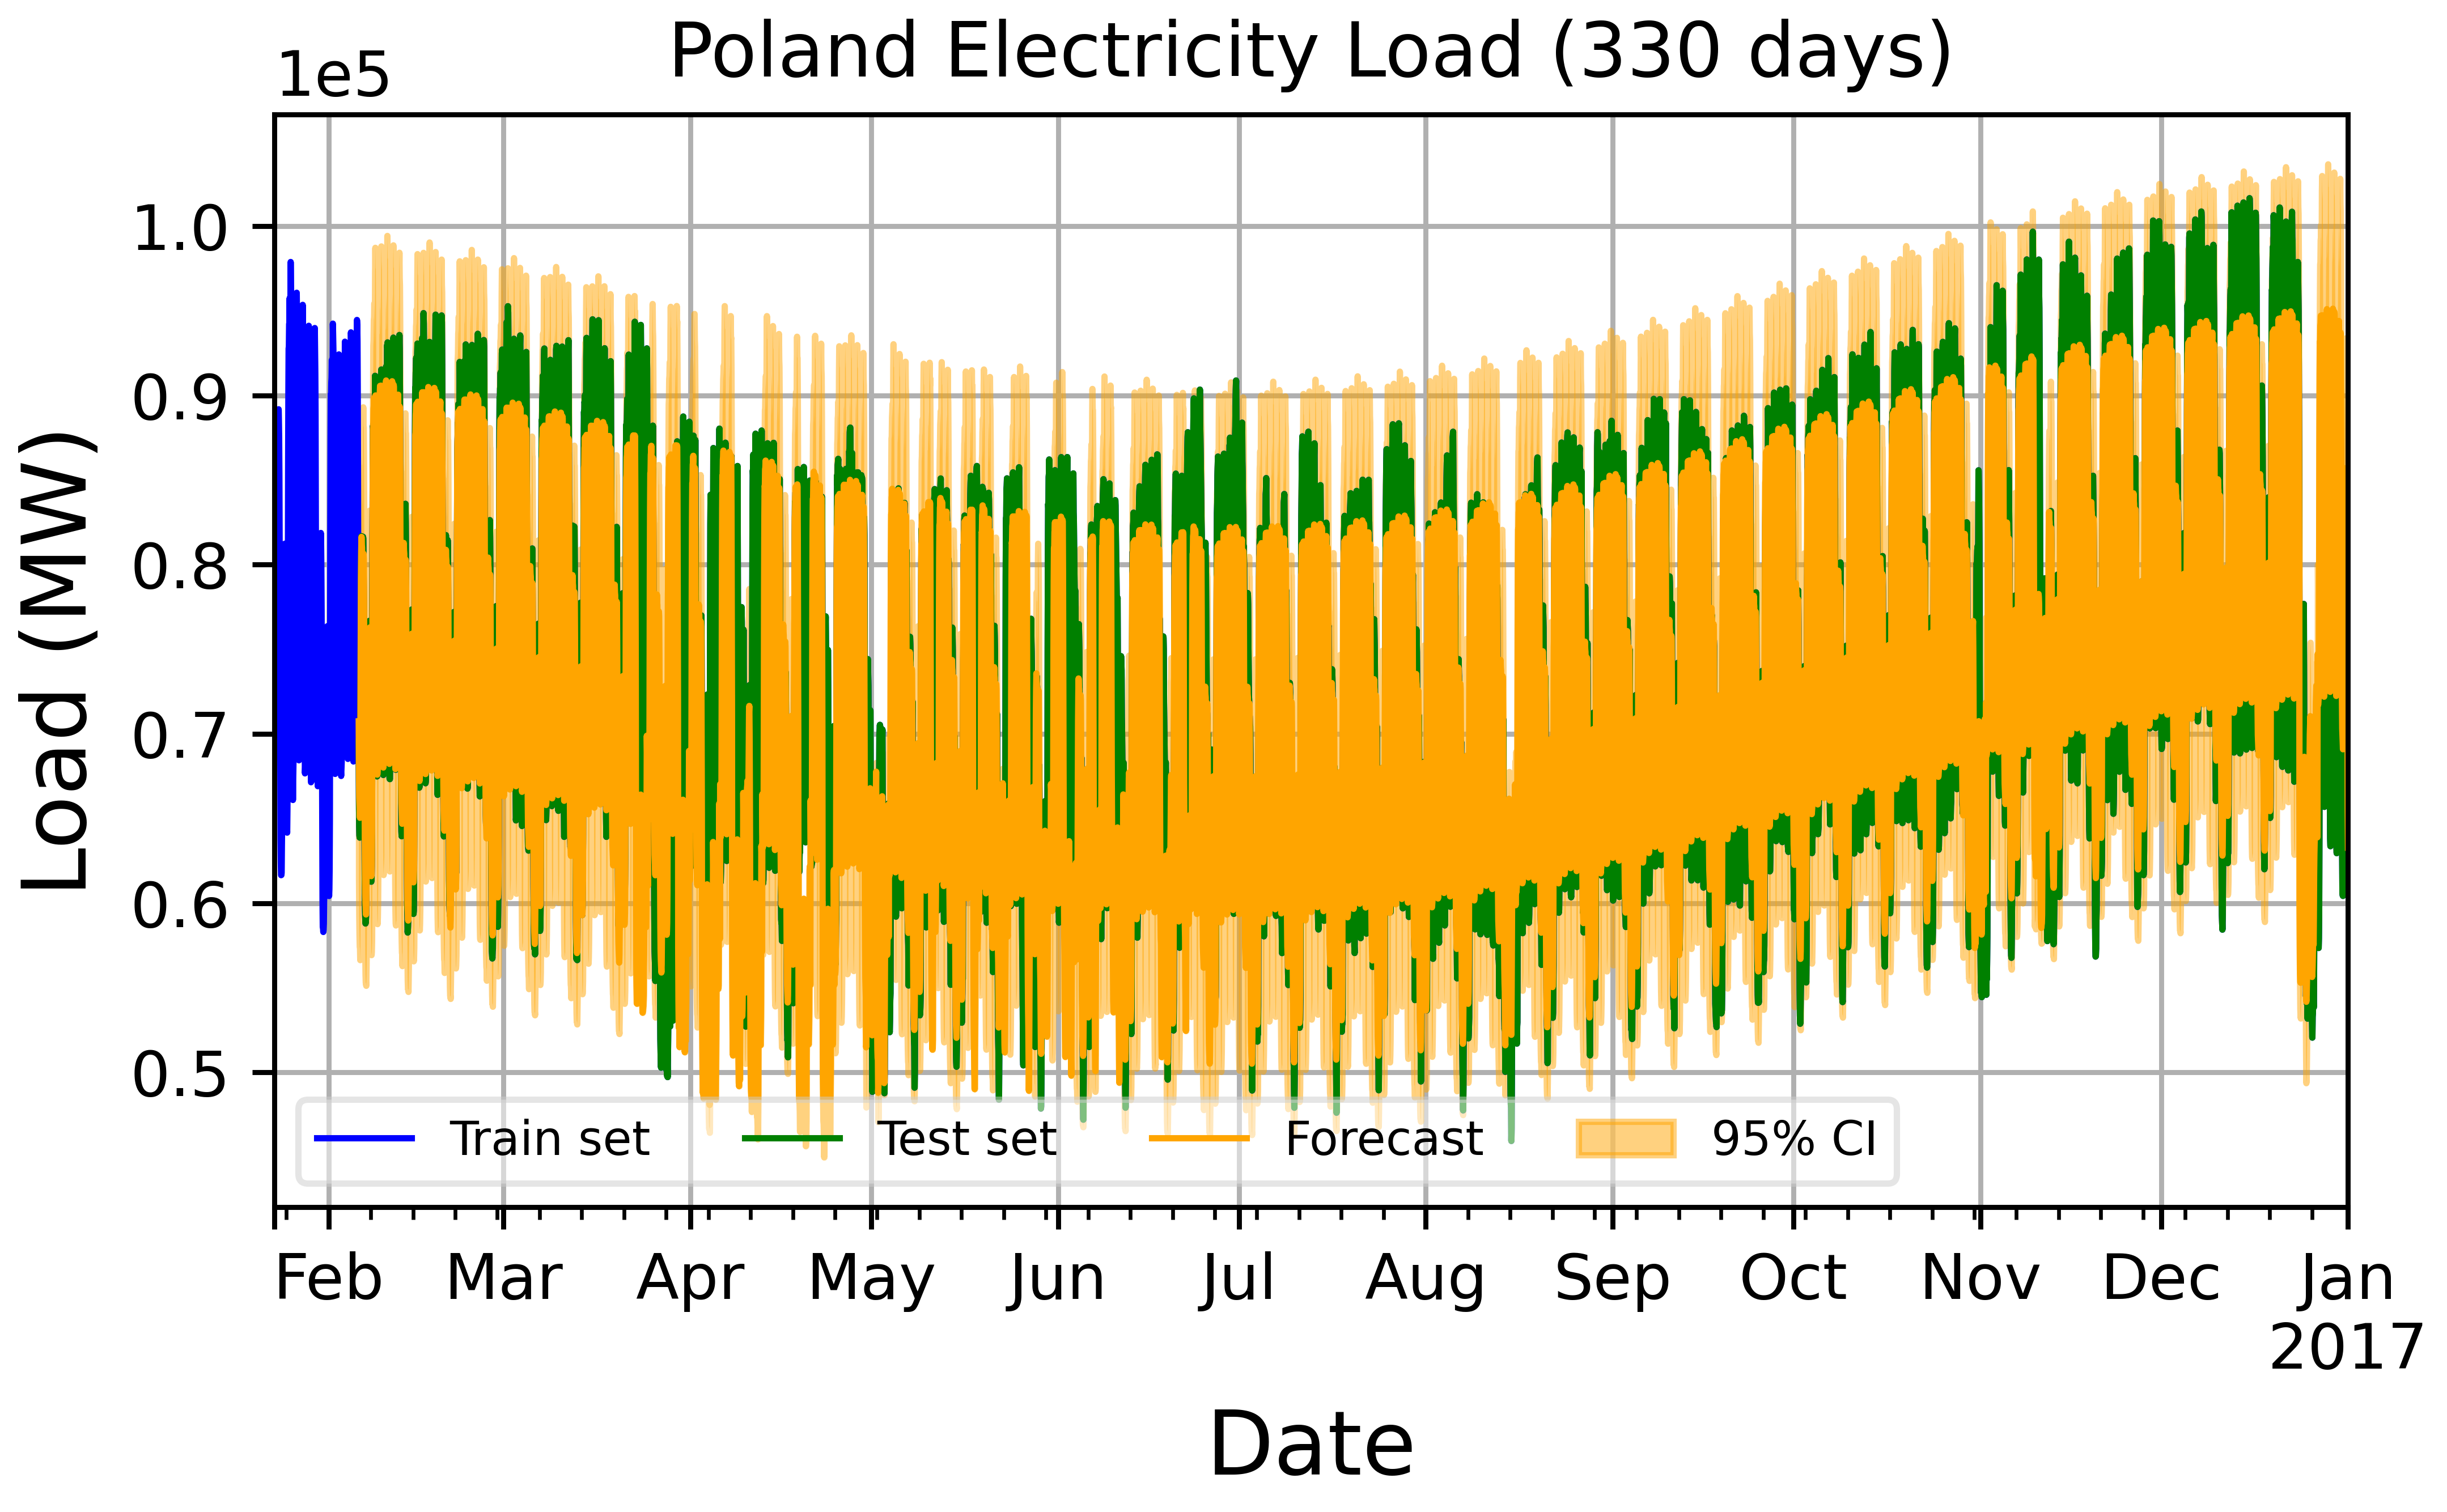 Poland Electricity Load (330 days)
1e5
1.0
0.9
0.8
0.7
0.6
0.5
Load (MW)
Train set Test set Forecast 95% CI
Feb Mar Apr May Jun Jul Aug Sep Oct Nov Dec Jan
2017
Date